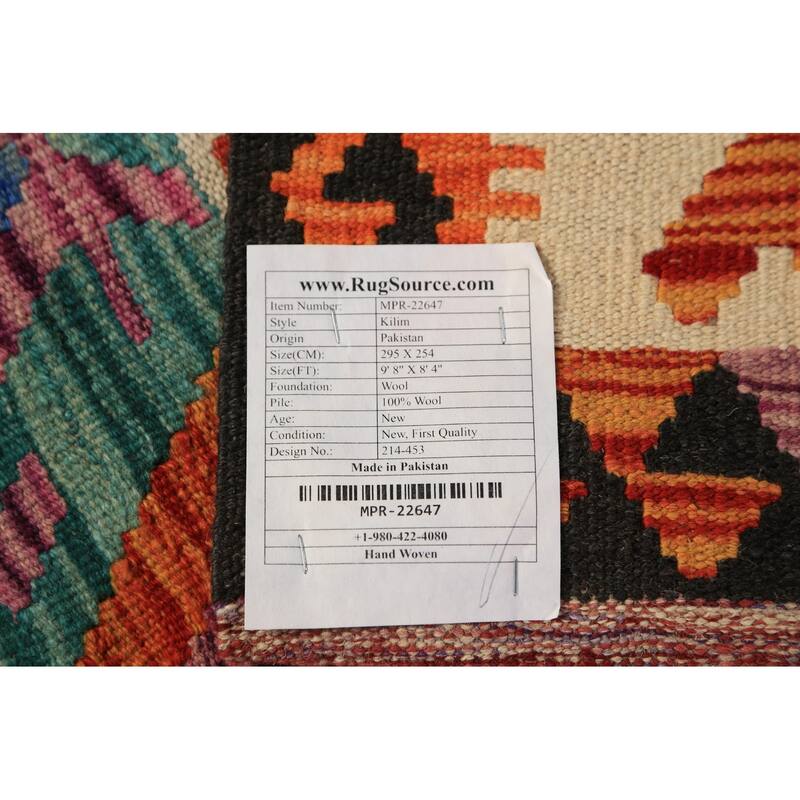 www.RugSource.com
Item Number: MPR-22647
Style Kilim
Origin Pakistan
Size(CM): 295 X 254
Size(FT): 9' 8" X 8' 4"
Foundation: Wool
Pile: 100% Wool
Age: New
Condition: New, First Quality
Design No.: 214-453
Made in Pakistan
MPR-22647
+1-980-422-4080
Hand Woven